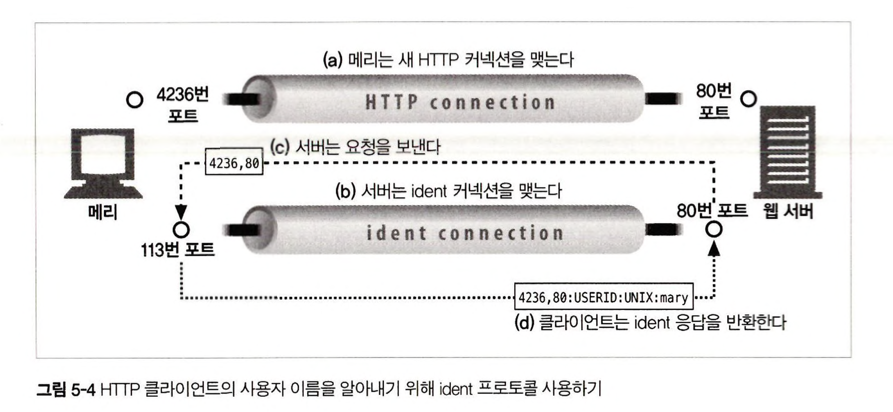 (a) 메리는 새 HTTP 커넥션을 맺는다
4236번
포트
HTTP connection
80번
포트
(c) 서버는 요청을 보낸다
4236,80
메리
(b) 서버는 ident 커넥션을 맺는다
80번 포트
웹 서버
113번 포트
ident connection
4236,80:USERID:UNIX:mary
(d) 클라이언트는 ident 응답을 반환한다
그림 5-4 HTTP 클라이언트의 사용자 이름을 알아내기 위해 ident 프로토콜 사용하기